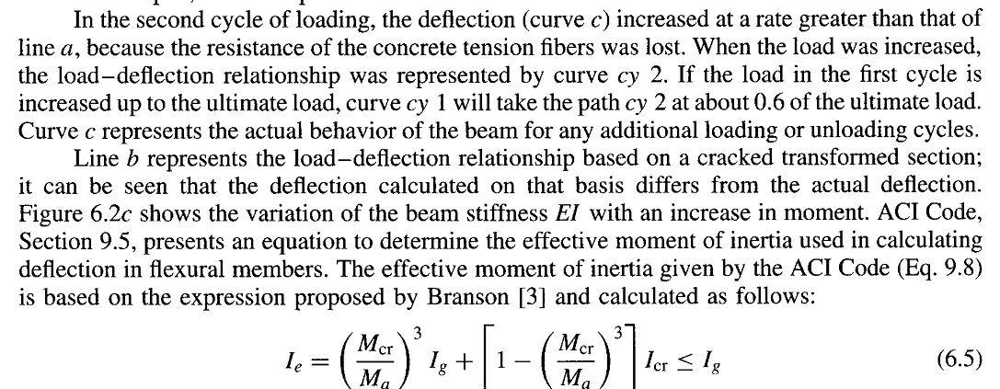 In the second cycle of loading, the deflection (curve c) increased at a rate greater than that of
line a, because the resistance of the concrete tension fibers was lost. When the load was increased,
the load–deflection relationship was represented by curve cy 2. If the load in the first cycle is
increased up to the ultimate load, curve cy 1 will take the path cy 2 at about 0.6 of the ultimate load.
Curve c represents the actual behavior of the beam for any additional loading or unloading cycles.
Line b represents the load–deflection relationship based on a cracked transformed section;
it can be seen that the deflection calculated on that basis differs from the actual deflection.
Figure 6.2c shows the variation of the beam stiffness EI with an increase in moment. ACI Code,
Section 9.5, presents an equation to determine the effective moment of inertia used in calculating
deflection in flexural members. The effective moment of inertia given by the ACI Code (Eq. 9.8)
is based on the expression proposed by Branson [3] and calculated as follows:
I_e = (M_cr / M_a)^3 I_g + [1 − (M_cr / M_a)^3] I_cr ≤ I_g (6.5)